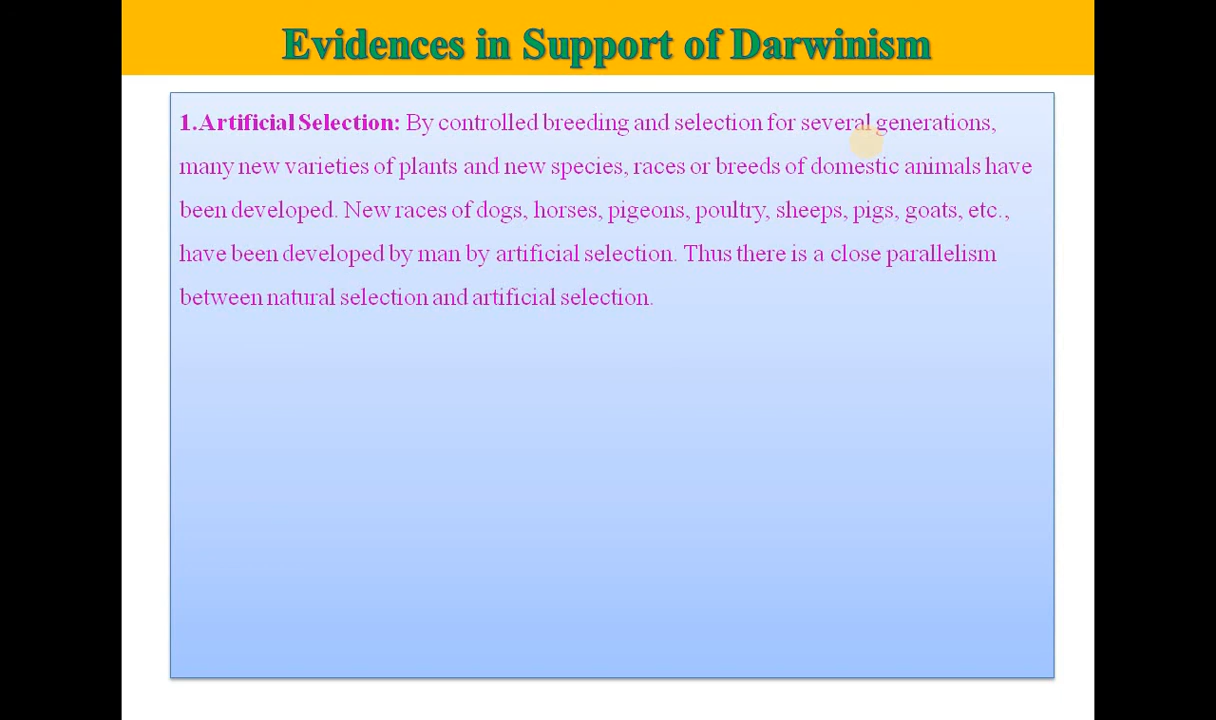 Evidences in Support of Darwinism
1.Artificial Selection: By controlled breeding and selection for several generations,
many new varieties of plants and new species, races or breeds of domestic animals have
been developed. New races of dogs, horses, pigeons, poultry, sheeps, pigs, goats, etc.,
have been developed by man by artificial selection. Thus there is a close parallelism
between natural selection and artificial selection.